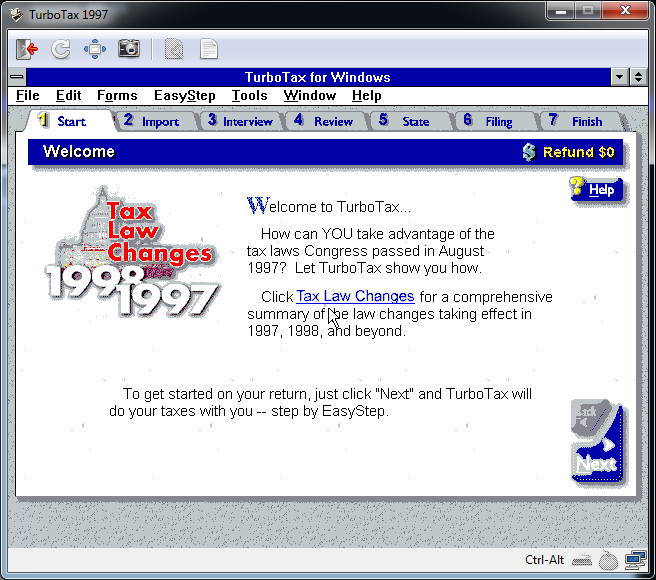 TurboTax 1997
TurboTax for Windows
File Edit Forms EasyStep Tools Window Help
1 Start 2 Import 3 Interview 4 Review 5 State 6 Filing 7 Finish
Welcome
$ Refund $0
? Help
Tax
Law
Changes
1998
1997
Welcome to TurboTax...
How can YOU take advantage of the
tax laws Congress passed in August
1997? Let TurboTax show you how.
Click Tax Law Changes for a comprehensive
summary of the law changes taking effect in
1997, 1998, and beyond.
To get started on your return, just click "Next" and TurboTax will
do your taxes with you -- step by EasyStep.
Back
Next
Ctrl-Alt